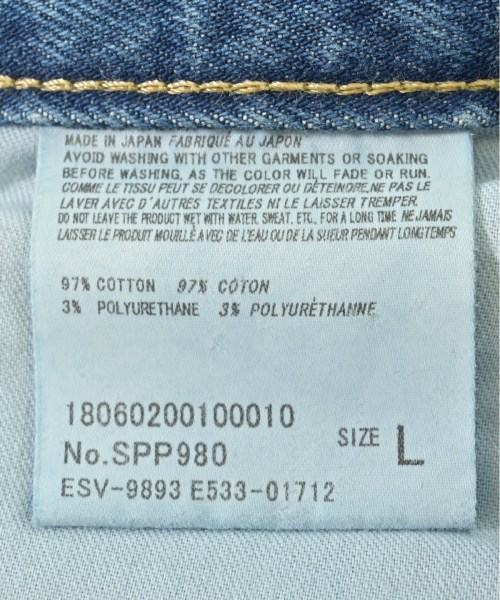 MADE IN JAPAN FABRIQUÉ AU JAPON
AVOID WASHING WITH OTHER GARMENTS OR SOAKING
BEFORE WASHING, AS THE COLOR WILL FADE OR RUN.
COMME LE TISSU PEUT SE DECOLORER OU DÉTEINDRE, NE PAS LE
LAVER AVEC D'AUTRES TEXTILES NI LE LAISSER TREMPER.
DO NOT LEAVE THE PRODUCT WET WITH WATER, SWEAT, ETC., FOR A LONG TIME NE JAMAIS
LAISSER LE PRODUIT MOUILLÉ AVEC DE L'EAU OU DE LA SUEUR PENDANT LONGTEMPS
97% COTTON 97% COTON
3% POLYURETHANE 3% POLYURÉTHANNE
18060200100010
No.SPP980
SIZE L
ESV-9893 E533-01712